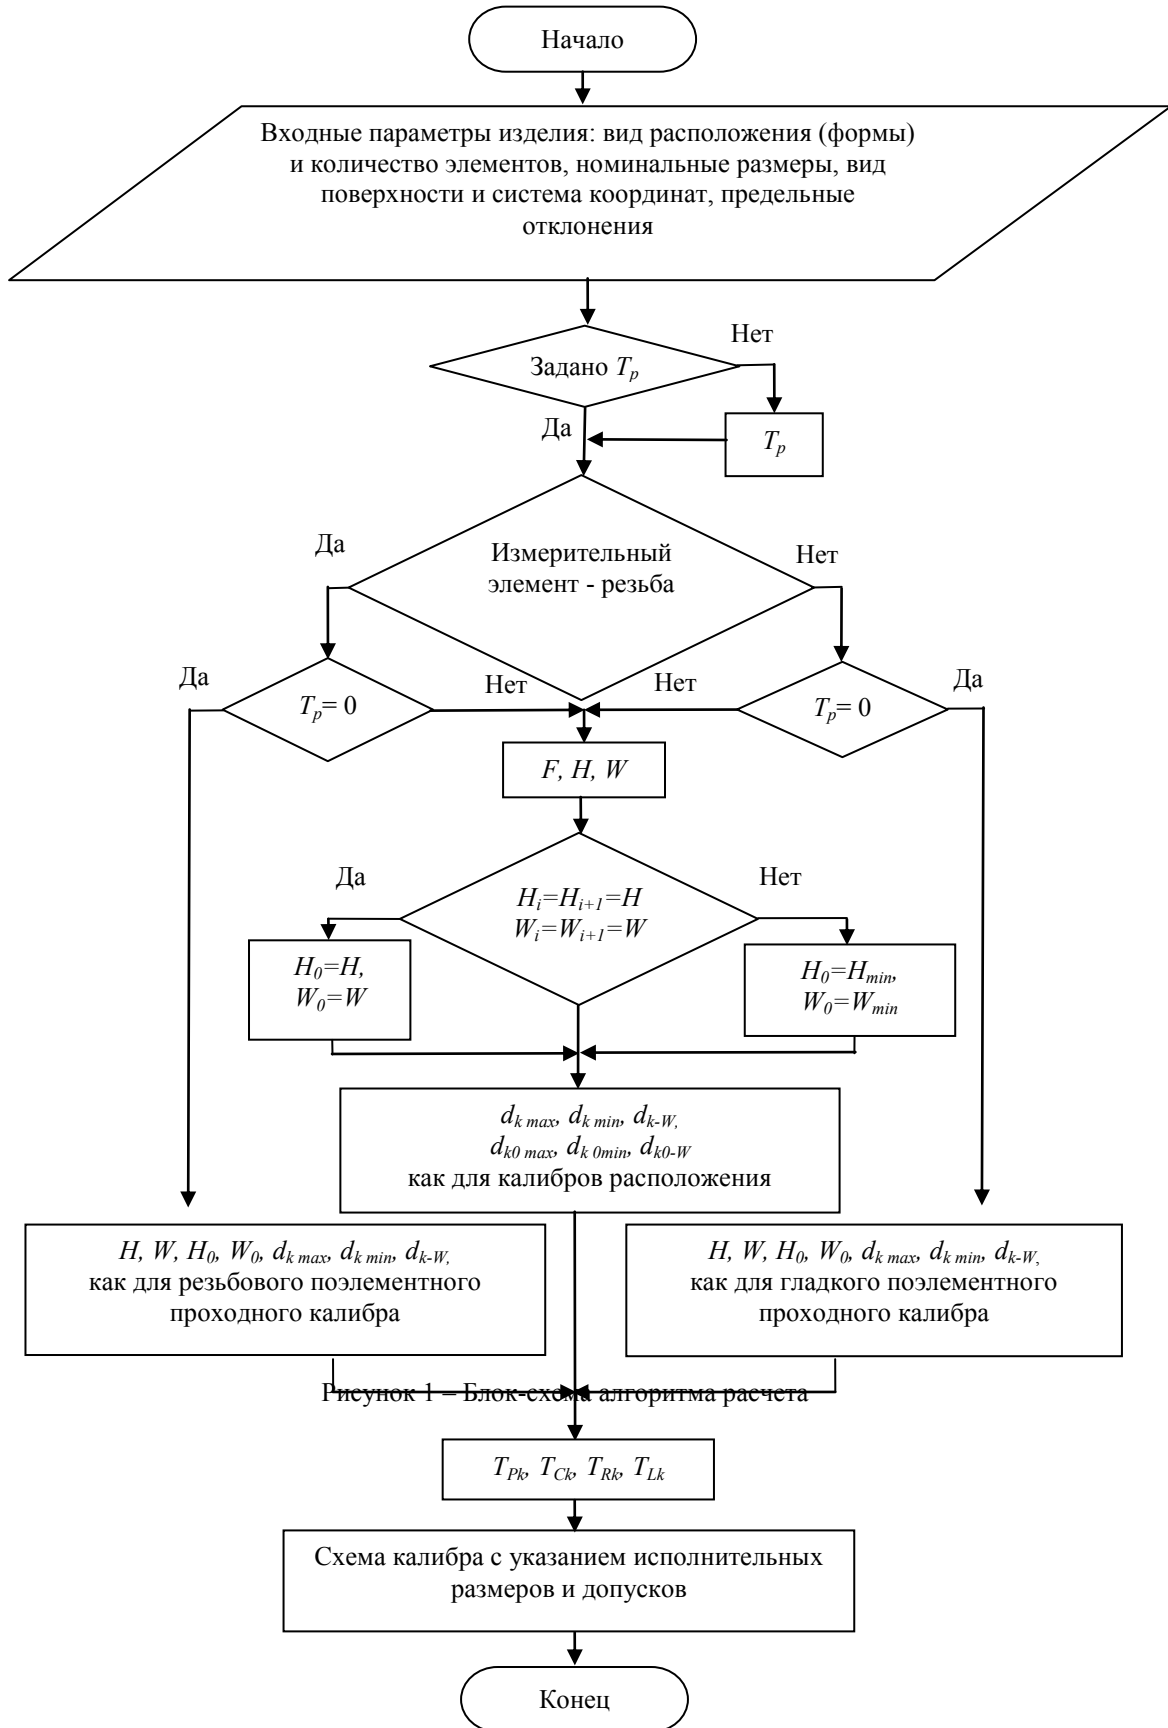 Начало
Входные параметры изделия: вид расположения (формы)
и количество элементов, номинальные размеры, вид
поверхности и система координат, предельные
отклонения
Нет
Задано Tp
Да
Tp
Да
Измерительный
элемент - резьба
Нет
Да
Tp= 0
Нет
Нет
Tp= 0
Да
F, H, W
Да
Hi=Hi+1=H
Wi=Wi+1=W
Нет
H0=H,
W0=W
H0=Hmin,
W0=Wmin
dk max, dk min, dk-W,
dk0 max, dk 0min, dk0-W
как для калибров расположения
H, W, H0, W0, dk max, dk min, dk-W,
как для резьбового поэлементного
проходного калибра
H, W, H0, W0, dk max, dk min, dk-W,
как для гладкого поэлементного
проходного калибра
Рисунок 1 – Блок-схема алгоритма расчета
TPk, TCk, TRk, TLk
Схема калибра с указанием исполнительных
размеров и допусков
Конец